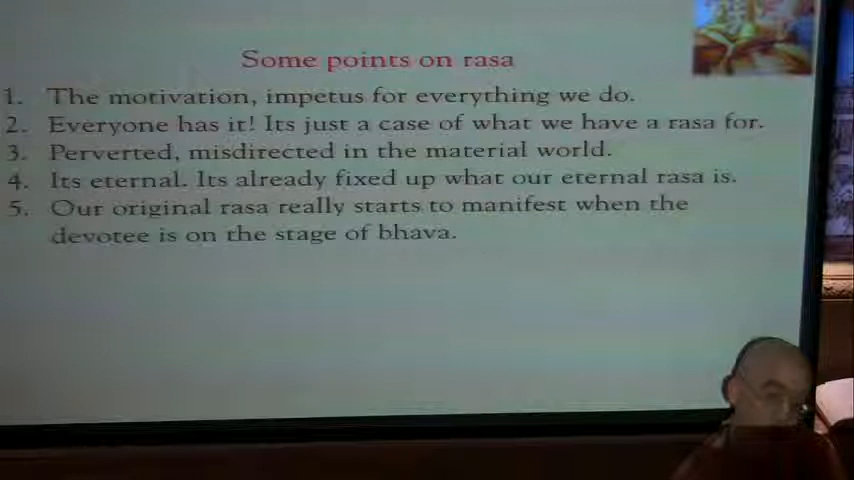 Some points on rasa
1. The motivation, impetus for everything we do.
2. Everyone has it! Its just a case of what we have a rasa for.
3. Perverted, misdirected in the material world.
4. Its eternal. Its already fixed up what our eternal rasa is.
5. Our original rasa really starts to manifest when the
devotee is on the stage of bhava.